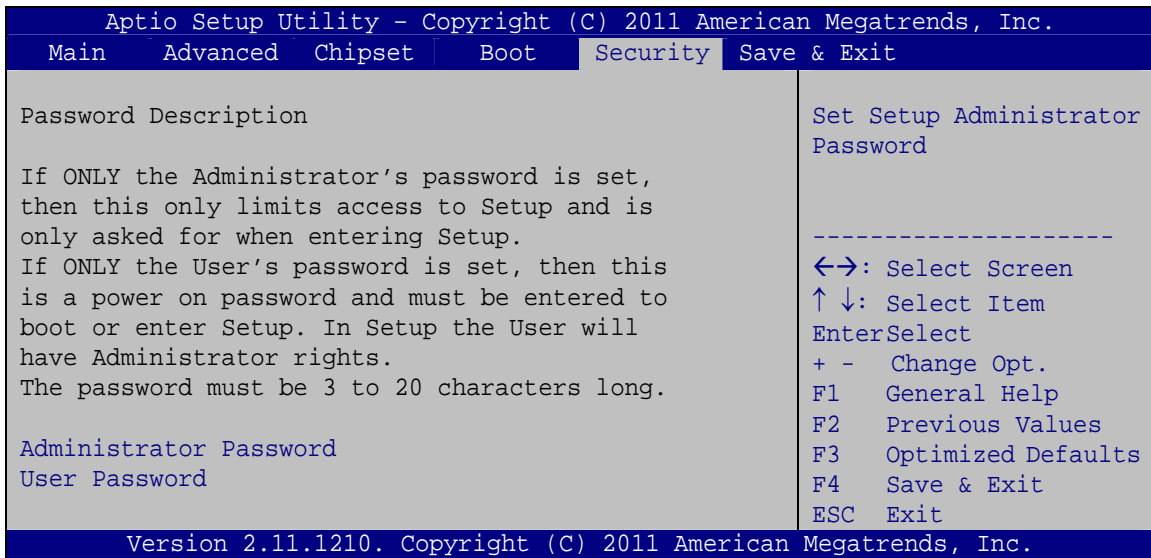 Aptio Setup Utility – Copyright (C) 2011 American Megatrends, Inc.
Main Advanced Chipset Boot Security Save & Exit
Password Description
If ONLY the Administrator’s password is set,
then this only limits access to Setup and is
only asked for when entering Setup.
If ONLY the User’s password is set, then this
is a power on password and must be entered to
boot or enter Setup. In Setup the User will
have Administrator rights.
The password must be 3 to 20 characters long.
Administrator Password
User Password
Set Setup Administrator
Password
---------------------
←→: Select Screen
↑ ↓: Select Item
EnterSelect
+ - Change Opt.
F1 General Help
F2 Previous Values
F3 Optimized Defaults
F4 Save & Exit
ESC Exit
Version 2.11.1210. Copyright (C) 2011 American Megatrends, Inc.